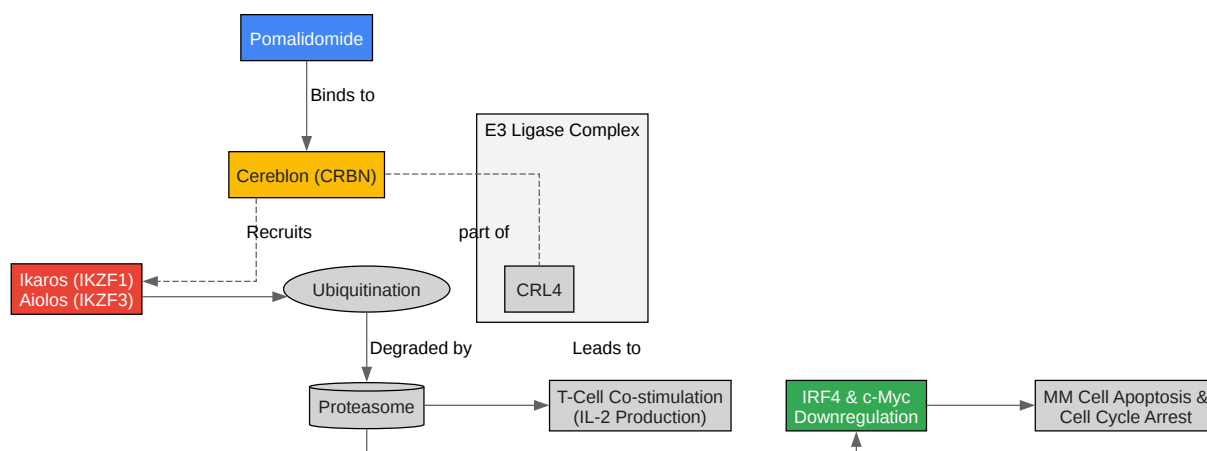 Pomalidomide
Binds to
E3 Ligase Complex
Cereblon (CRBN)
Recruits
part of
Ikaros (IKZF1)
Aiolos (IKZF3)
Ubiquitination
CRL4
Degraded by
Leads to
Proteasome
T-Cell Co-stimulation
(IL-2 Production)
IRF4 & c-Myc
Downregulation
MM Cell Apoptosis &
Cell Cycle Arrest